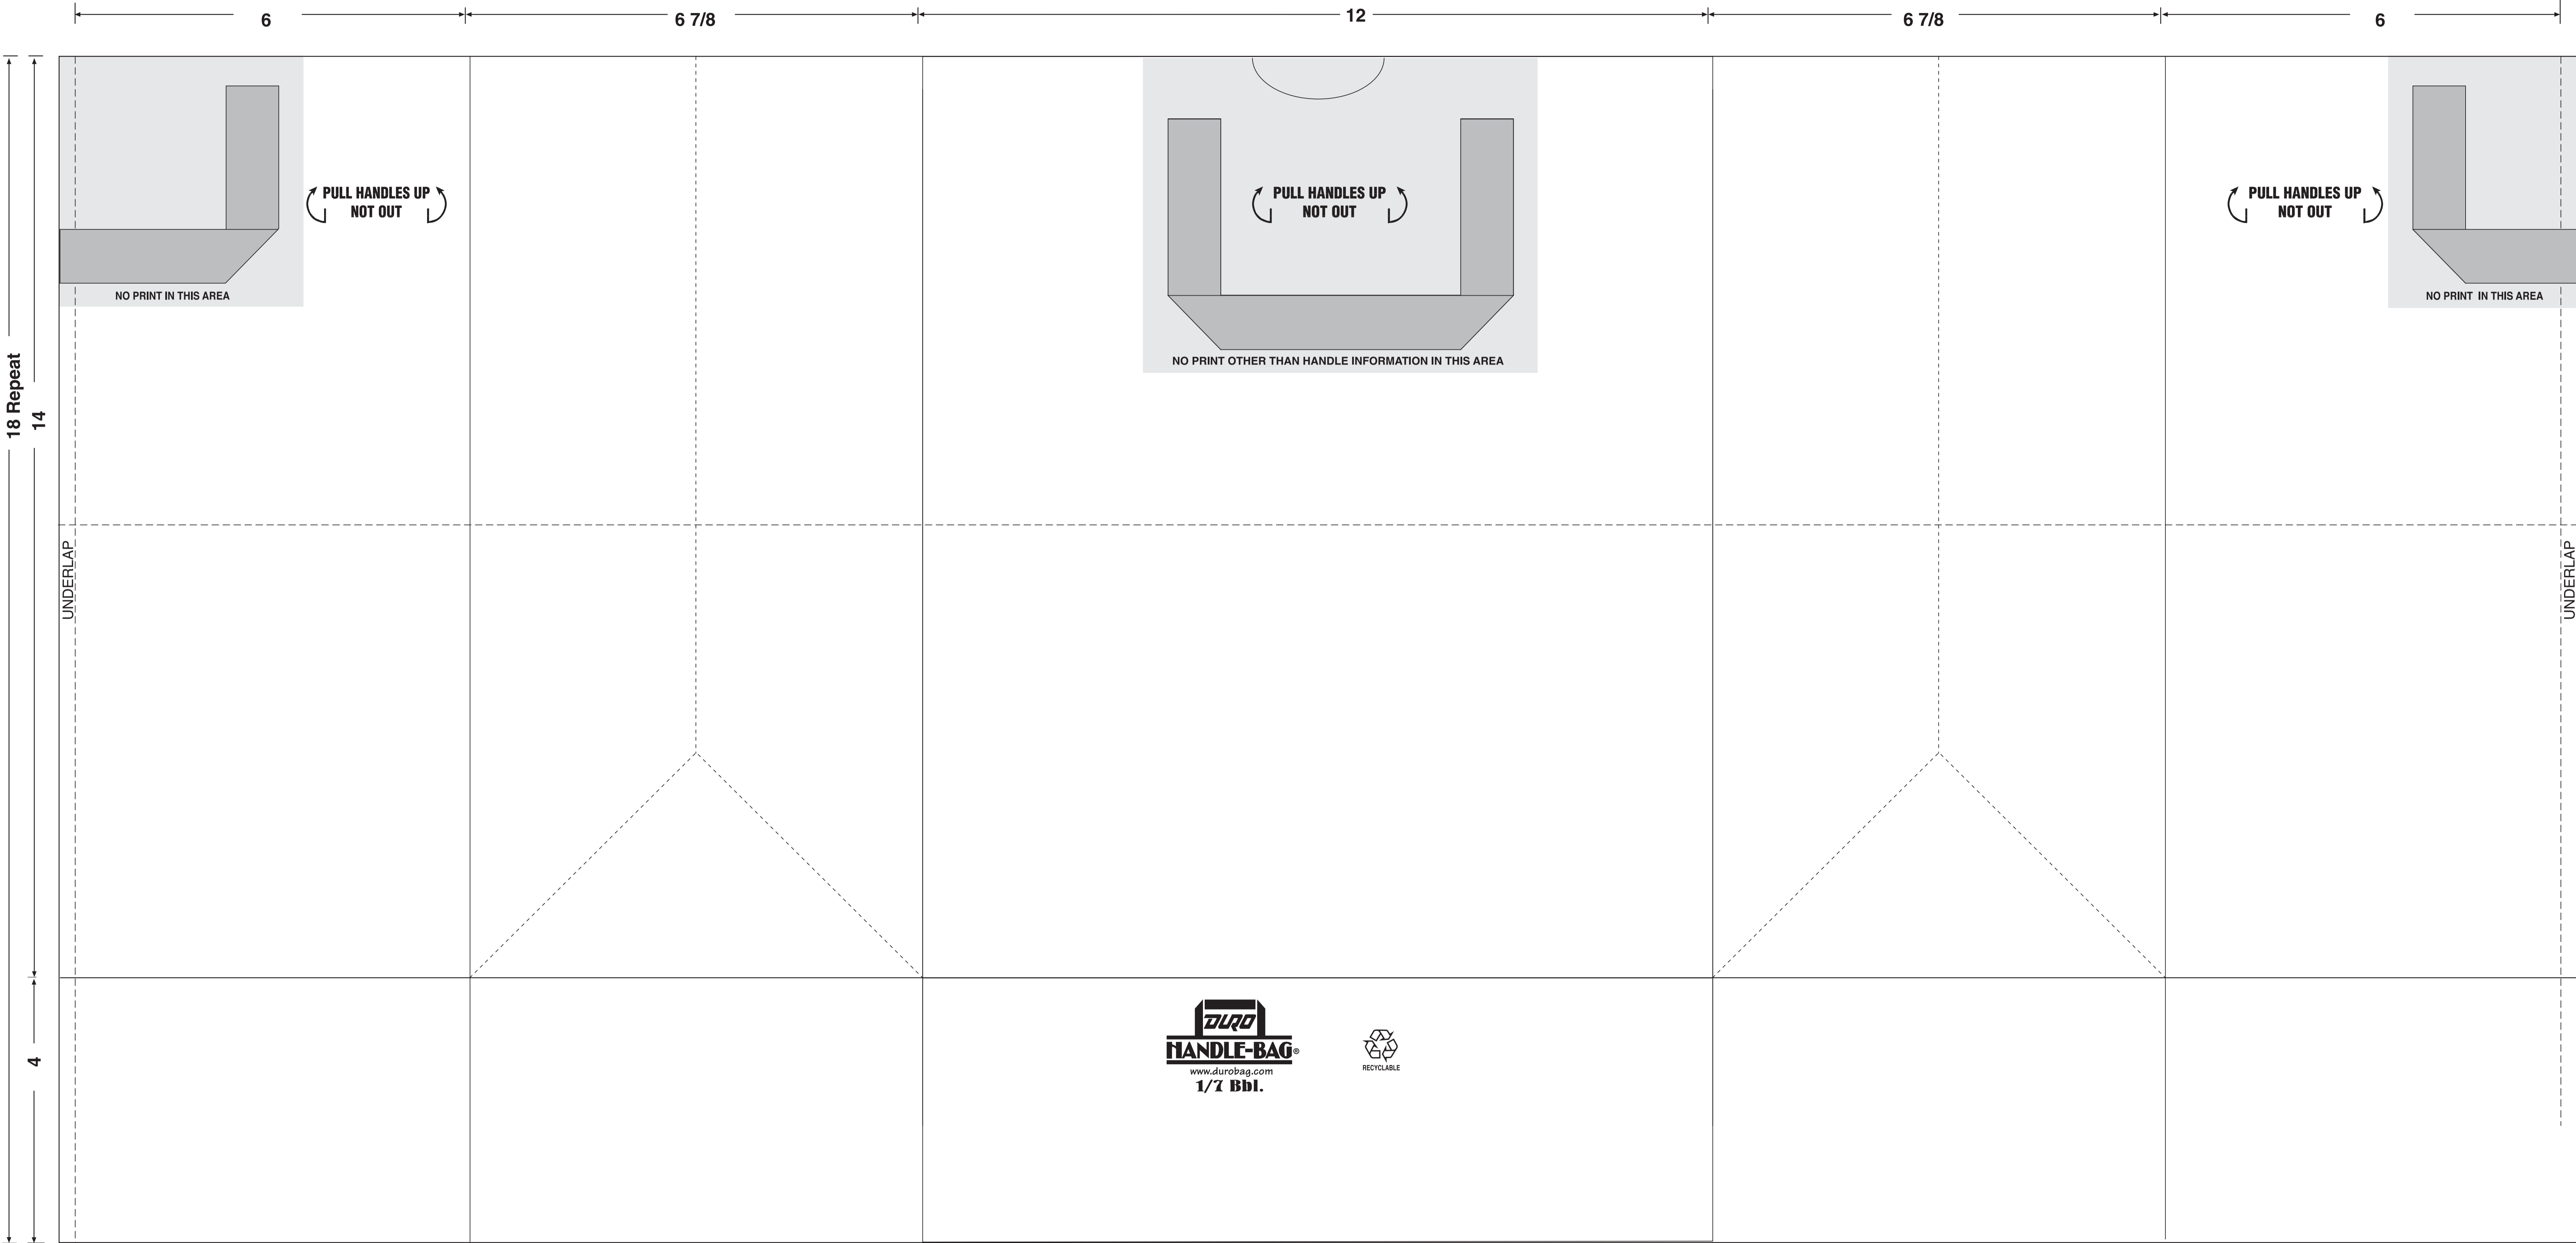 6
6 7/8
12
6 7/8
6
18 Repeat
14
4
PULL HANDLES UP
NOT OUT
NO PRINT IN THIS AREA
PULL HANDLES UP
NOT OUT
NO PRINT OTHER THAN HANDLE INFORMATION IN THIS AREA
PULL HANDLES UP
NOT OUT
NO PRINT IN THIS AREA
UNDERLAP
UNDERLAP
DURO
HANDLE-BAG®
www.durobag.com
1/7 Bbl.
RECYCLABLE